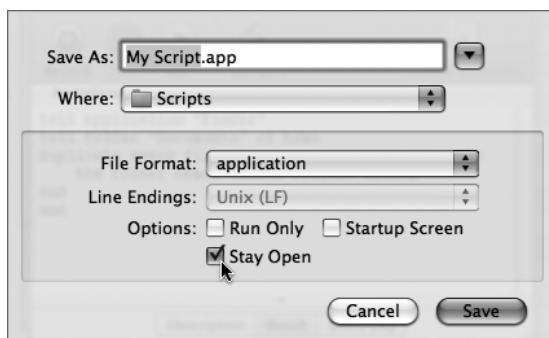 Save As: My Script.app
Where: Scripts
File Format: application
Line Endings: Unix (LF)
Options: Run Only Startup Screen
Stay Open
Cancel Save